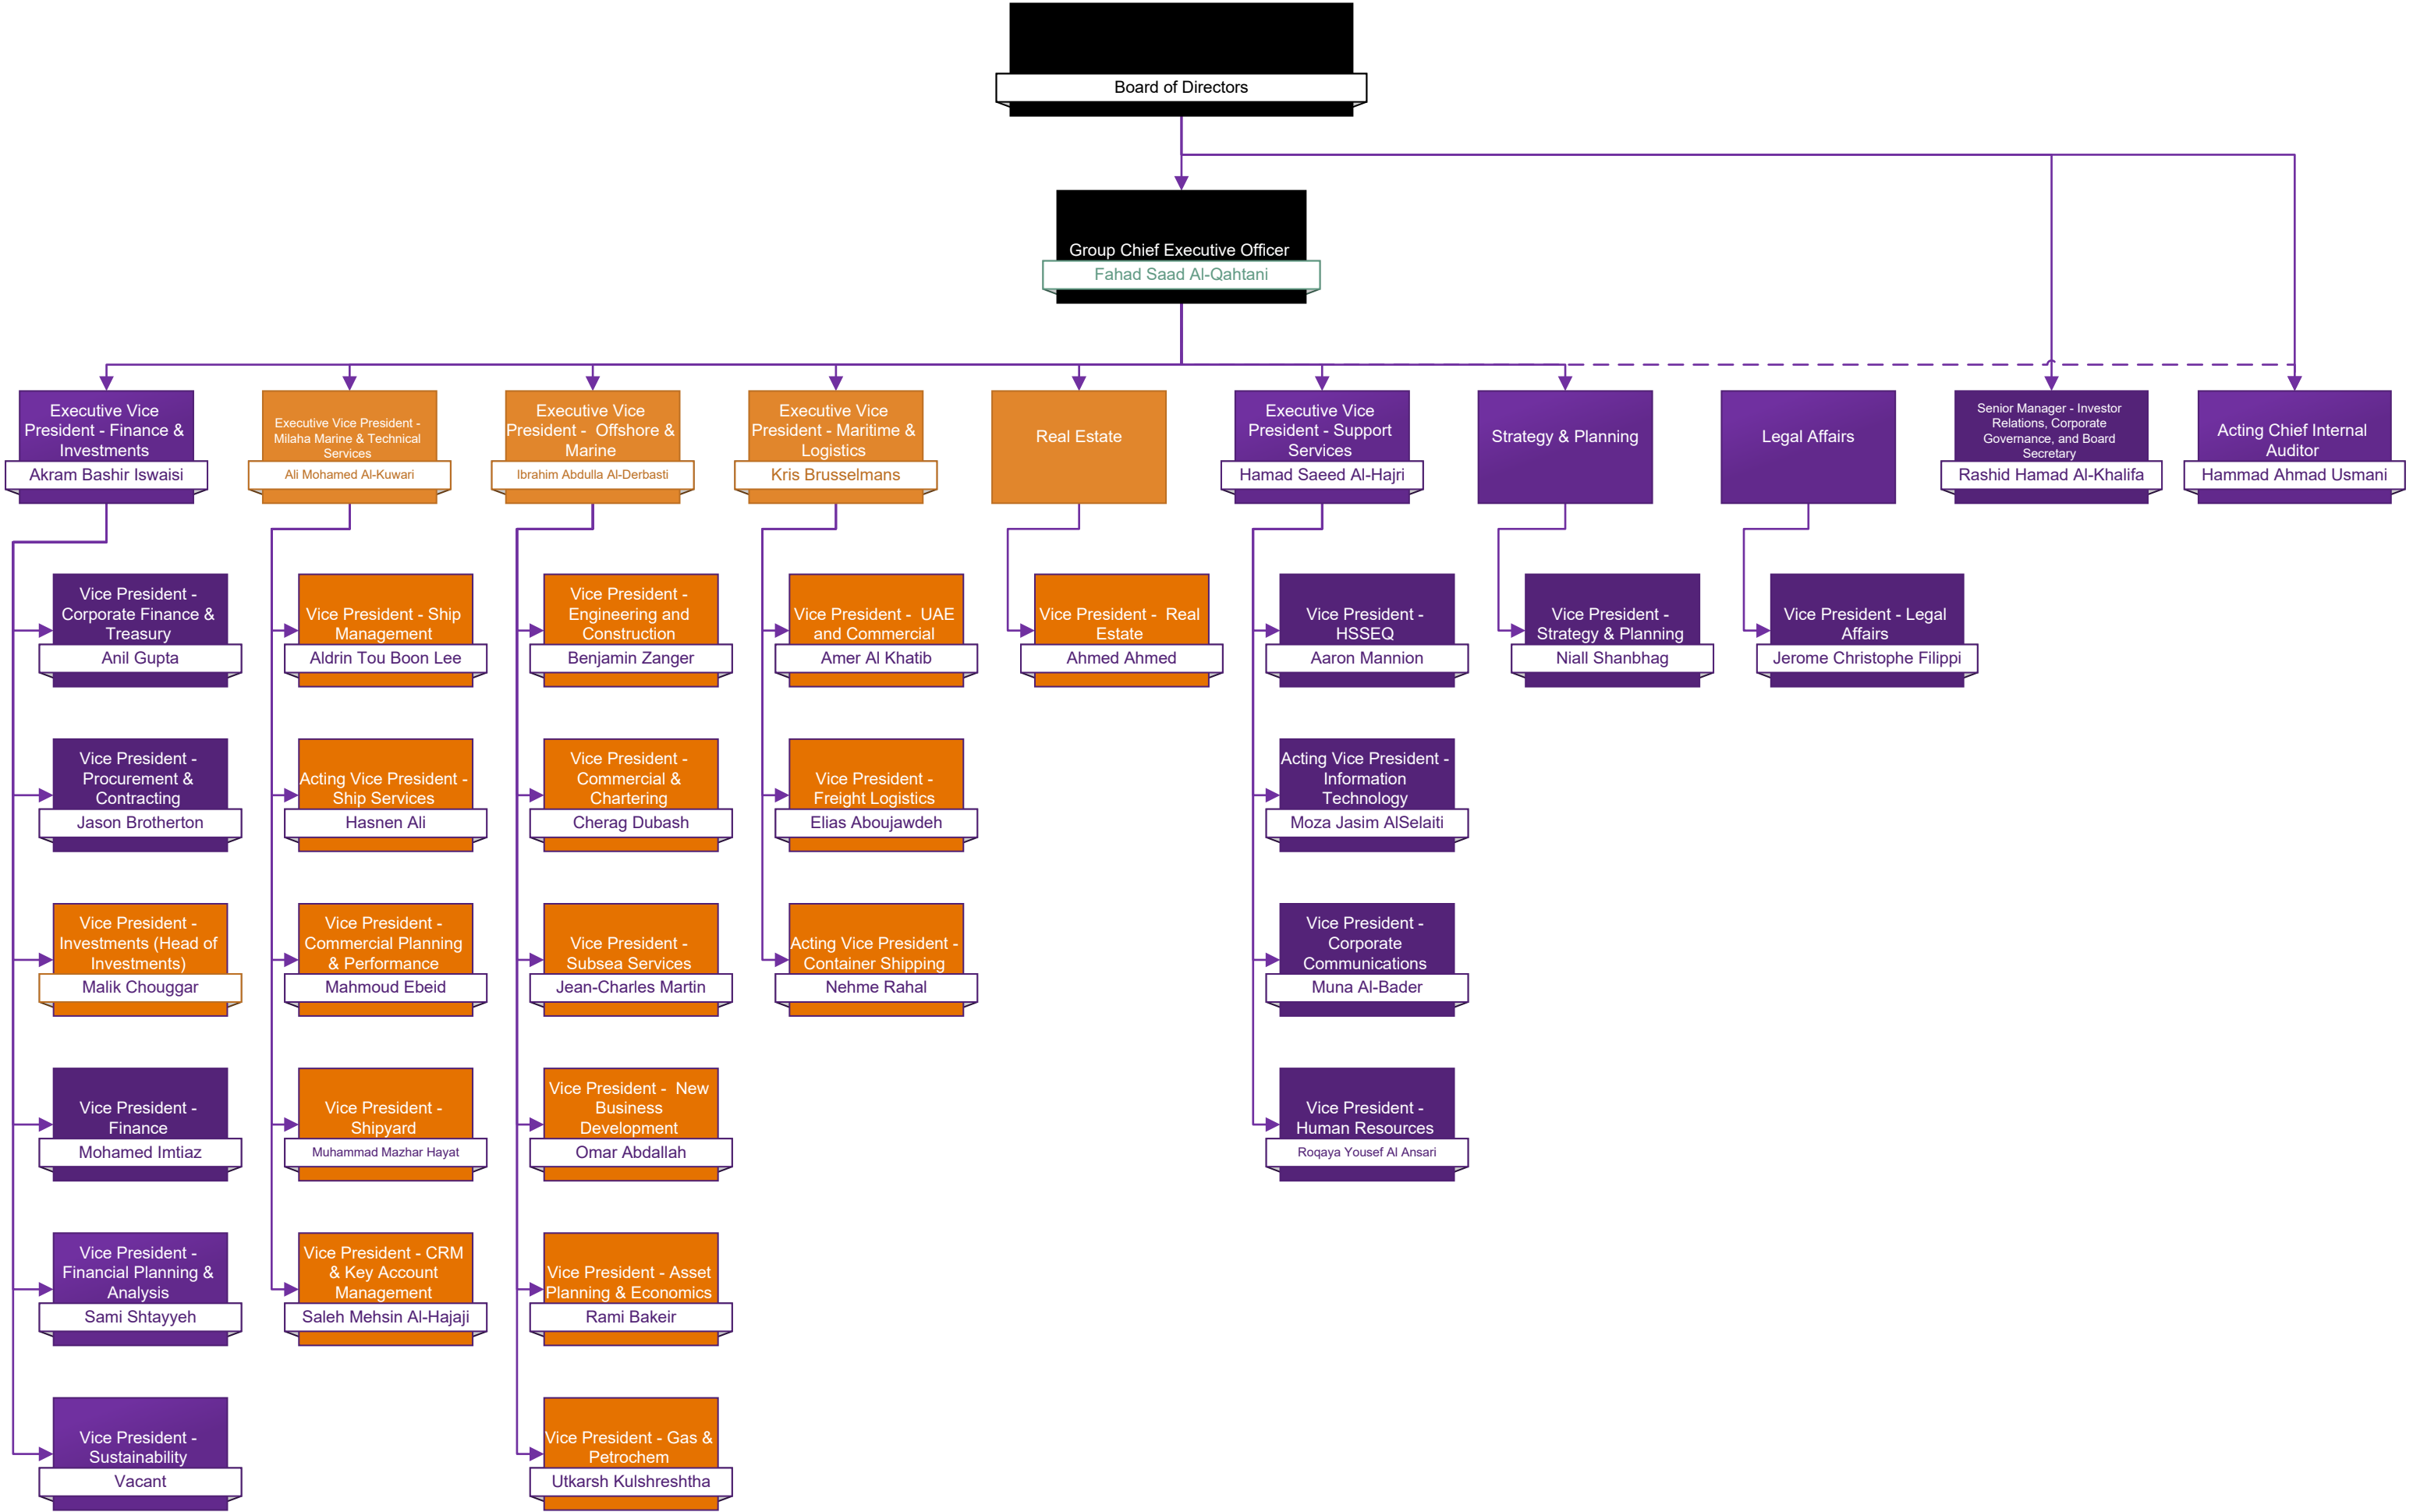 Board of Directors
Group Chief Executive Officer
Fahad Saad Al-Qahtani
Executive Vice
President - Finance &
Investments
Akram Bashir Iswaisi
Executive Vice President -
Milaha Marine & Technical
Services
Ali Mohamed Al-Kuwari
Executive Vice
President -  Offshore &
Marine
Ibrahim Abdulla Al-Derbasti
Executive Vice
President - Maritime &
Logistics
Kris Brusselmans
Real Estate
Executive Vice
President - Support
Services
Hamad Saeed Al-Hajri
Strategy & Planning
Legal Affairs
Senior Manager - Investor
Relations, Corporate
Governance, and Board
Secretary
Rashid Hamad Al-Khalifa
Acting Chief Internal
Auditor
Hammad Ahmad Usmani
Vice President -
Corporate Finance &
Treasury
Anil Gupta
Vice President - Ship
Management
Aldrin Tou Boon Lee
Vice President -
Engineering and
Construction
Benjamin Zanger
Vice President -  UAE
and Commercial
Amer Al Khatib
Vice President -  Real
Estate
Ahmed Ahmed
Vice President -
HSSEQ
Aaron Mannion
Vice President -
Strategy & Planning
Niall Shanbhag
Vice President - Legal
Affairs
Jerome Christophe Filippi
Vice President -
Procurement &
Contracting
Jason Brotherton
Acting Vice President -
Ship Services
Hasnen Ali
Vice President -
Commercial &
Chartering
Cherag Dubash
Vice President -
Freight Logistics
Elias Aboujawdeh
Acting Vice President -
Information
Technology
Moza Jasim AlSelaiti
Vice President -
Investments (Head of
Investments)
Malik Chouggar
Vice President -
Commercial Planning
& Performance
Mahmoud Ebeid
Vice President -
Subsea Services
Jean-Charles Martin
Acting Vice President -
Container Shipping
Nehme Rahal
Vice President -
Corporate
Communications
Muna Al-Bader
Vice President -
Finance
Mohamed Imtiaz
Vice President -
Shipyard
Muhammad Mazhar Hayat
Vice President -  New
Business
Development
Omar Abdallah
Vice President -
Human Resources
Roqaya Yousef Al Ansari
Vice President -
Financial Planning &
Analysis
Sami Shtayyeh
Vice President - CRM
& Key Account
Management
Saleh Mehsin Al-Hajaji
Vice President - Asset
Planning & Economics
Rami Bakeir
Vice President -
Sustainability
Vacant
Vice President - Gas &
Petrochem
Utkarsh Kulshreshtha